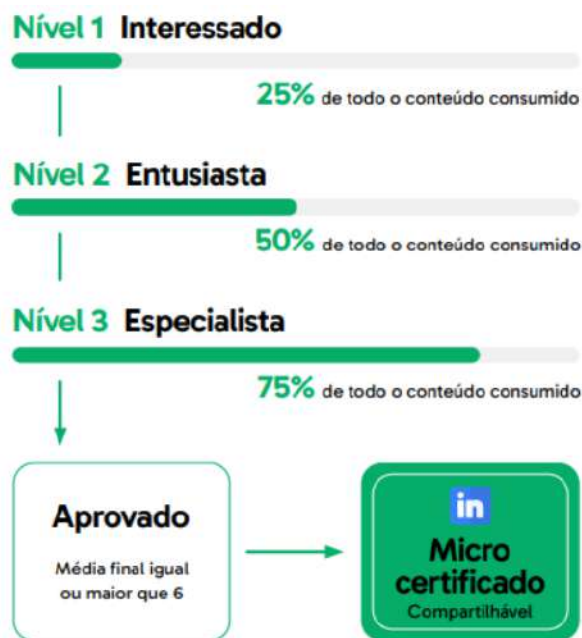 Nível 1 Interessado
25% de todo o conteúdo consumido
Nível 2 Entusiasta
50% de todo o conteúdo consumido
Nível 3 Especialista
75% de todo o conteúdo consumido
Aprovado
Média final igual
ou maior que 6
in
Micro
certificado
Compartilhável